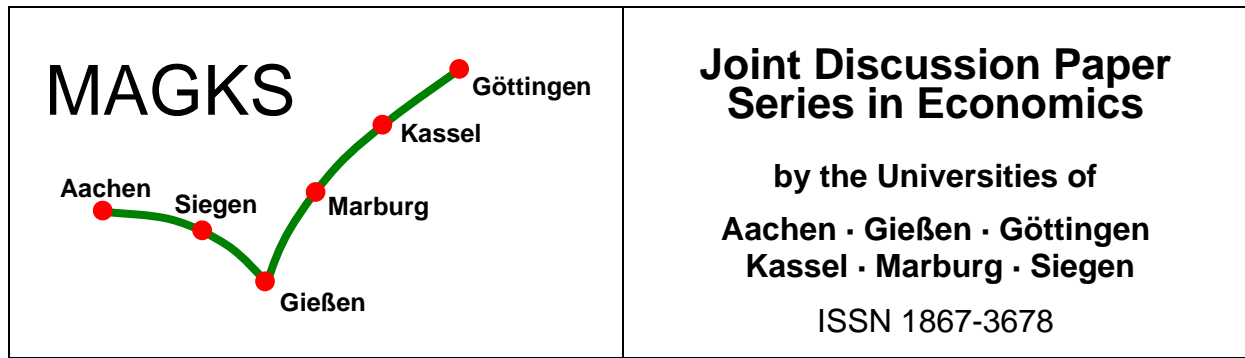 MAGKS
Göttingen
Kassel
Aachen
Siegen
Marburg
Gießen
Joint Discussion Paper
Series in Economics
by the Universities of
Aachen · Gießen · Göttingen
Kassel · Marburg · Siegen
ISSN 1867-3678